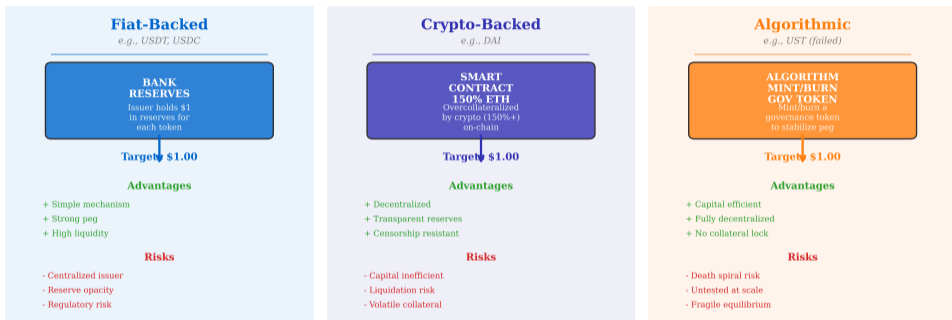 Fiat-Backed
e.g., USDT, USDC
BANK
RESERVES
Issuer holds $1
in reserves for
each token
Target: $1.00
Advantages
+ Simple mechanism
+ Strong peg
+ High liquidity
Risks
- Centralized issuer
- Reserve opacity
- Regulatory risk
Crypto-Backed
e.g., DAI
SMART
CONTRACT
150% ETH
Overcollateralized
by crypto (150%+)
on-chain
Target: $1.00
Advantages
+ Decentralized
+ Transparent reserves
+ Censorship resistant
Risks
- Capital inefficient
- Liquidation risk
- Volatile collateral
Algorithmic
e.g., UST (failed)
ALGORITHM
MINT/BURN
GOV TOKEN
Mint/burn a
governance token
to stabilize peg
Target: $1.00
Advantages
+ Capital efficient
+ Fully decentralized
+ No collateral lock
Risks
- Death spiral risk
- Untested at scale
- Fragile equilibrium